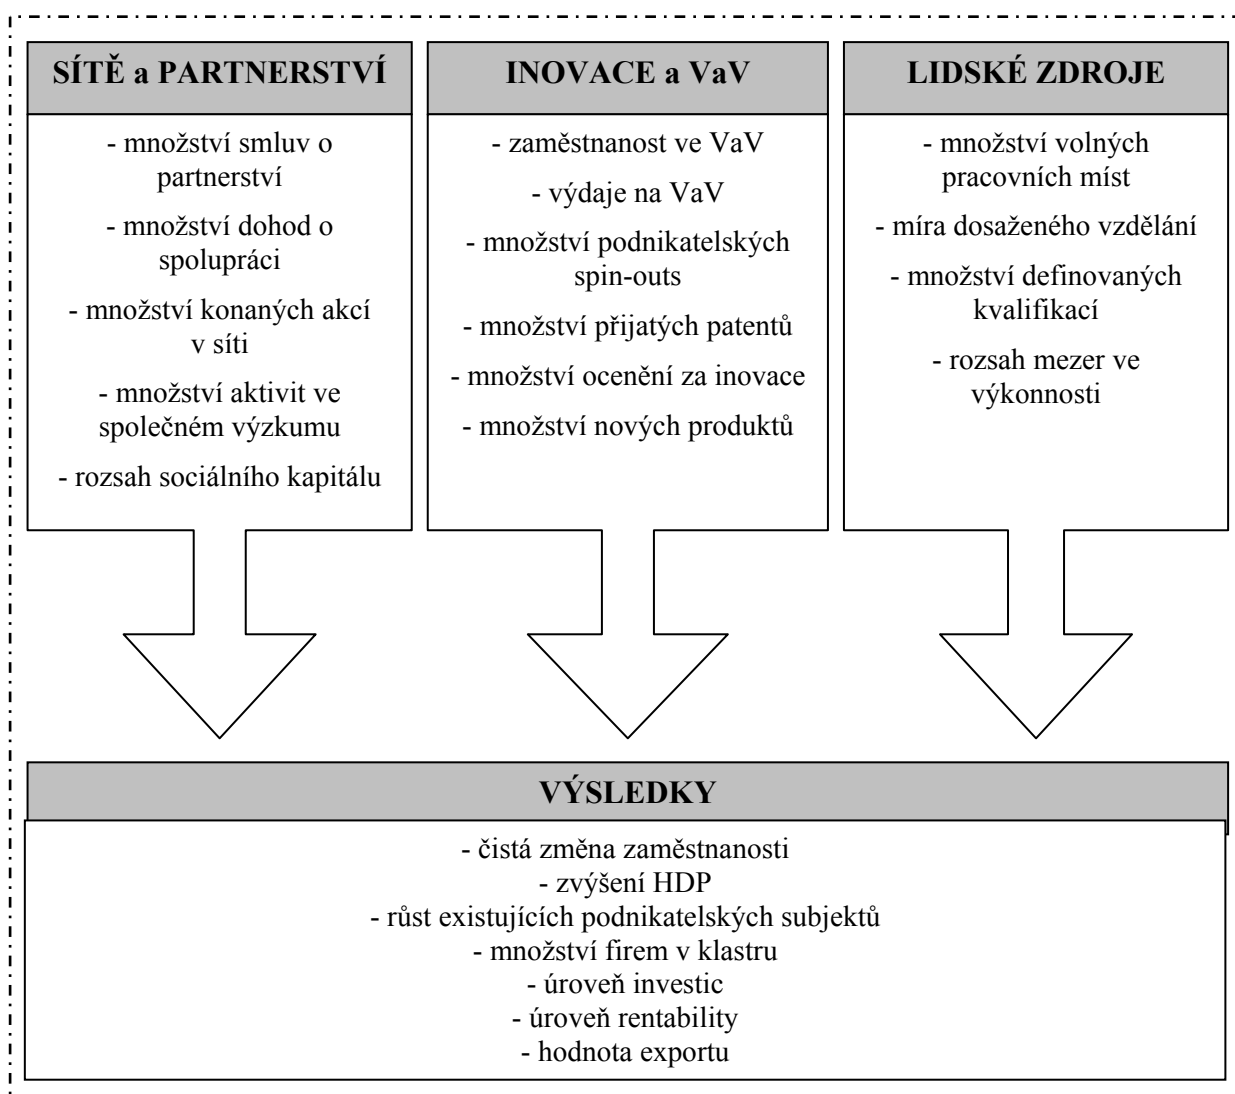 SÍTĚ a PARTNERSTVÍ
- množství smluv o
partnerství
- množství dohod o
spolupráci
- množství konaných akcí
v síti
- množství aktivit ve
společném výzkumu
- rozsah sociálního kapitálu
INOVACE a VaV
- zaměstnanost ve VaV
- výdaje na VaV
- množství podnikatelských
spin-outs
- množství přijatých patentů
- množství ocenění za inovace
- množství nových produktů
LIDSKÉ ZDROJE
- množství volných
pracovních míst
- míra dosaženého vzdělání
- množství definovaných
kvalifikací
- rozsah mezer ve
výkonnosti
VÝSLEDKY
- čistá změna zaměstnanosti
- zvýšení HDP
- růst existujících podnikatelských subjektů
- množství firem v klastru
- úroveň investic
- úroveň rentability
- hodnota exportu